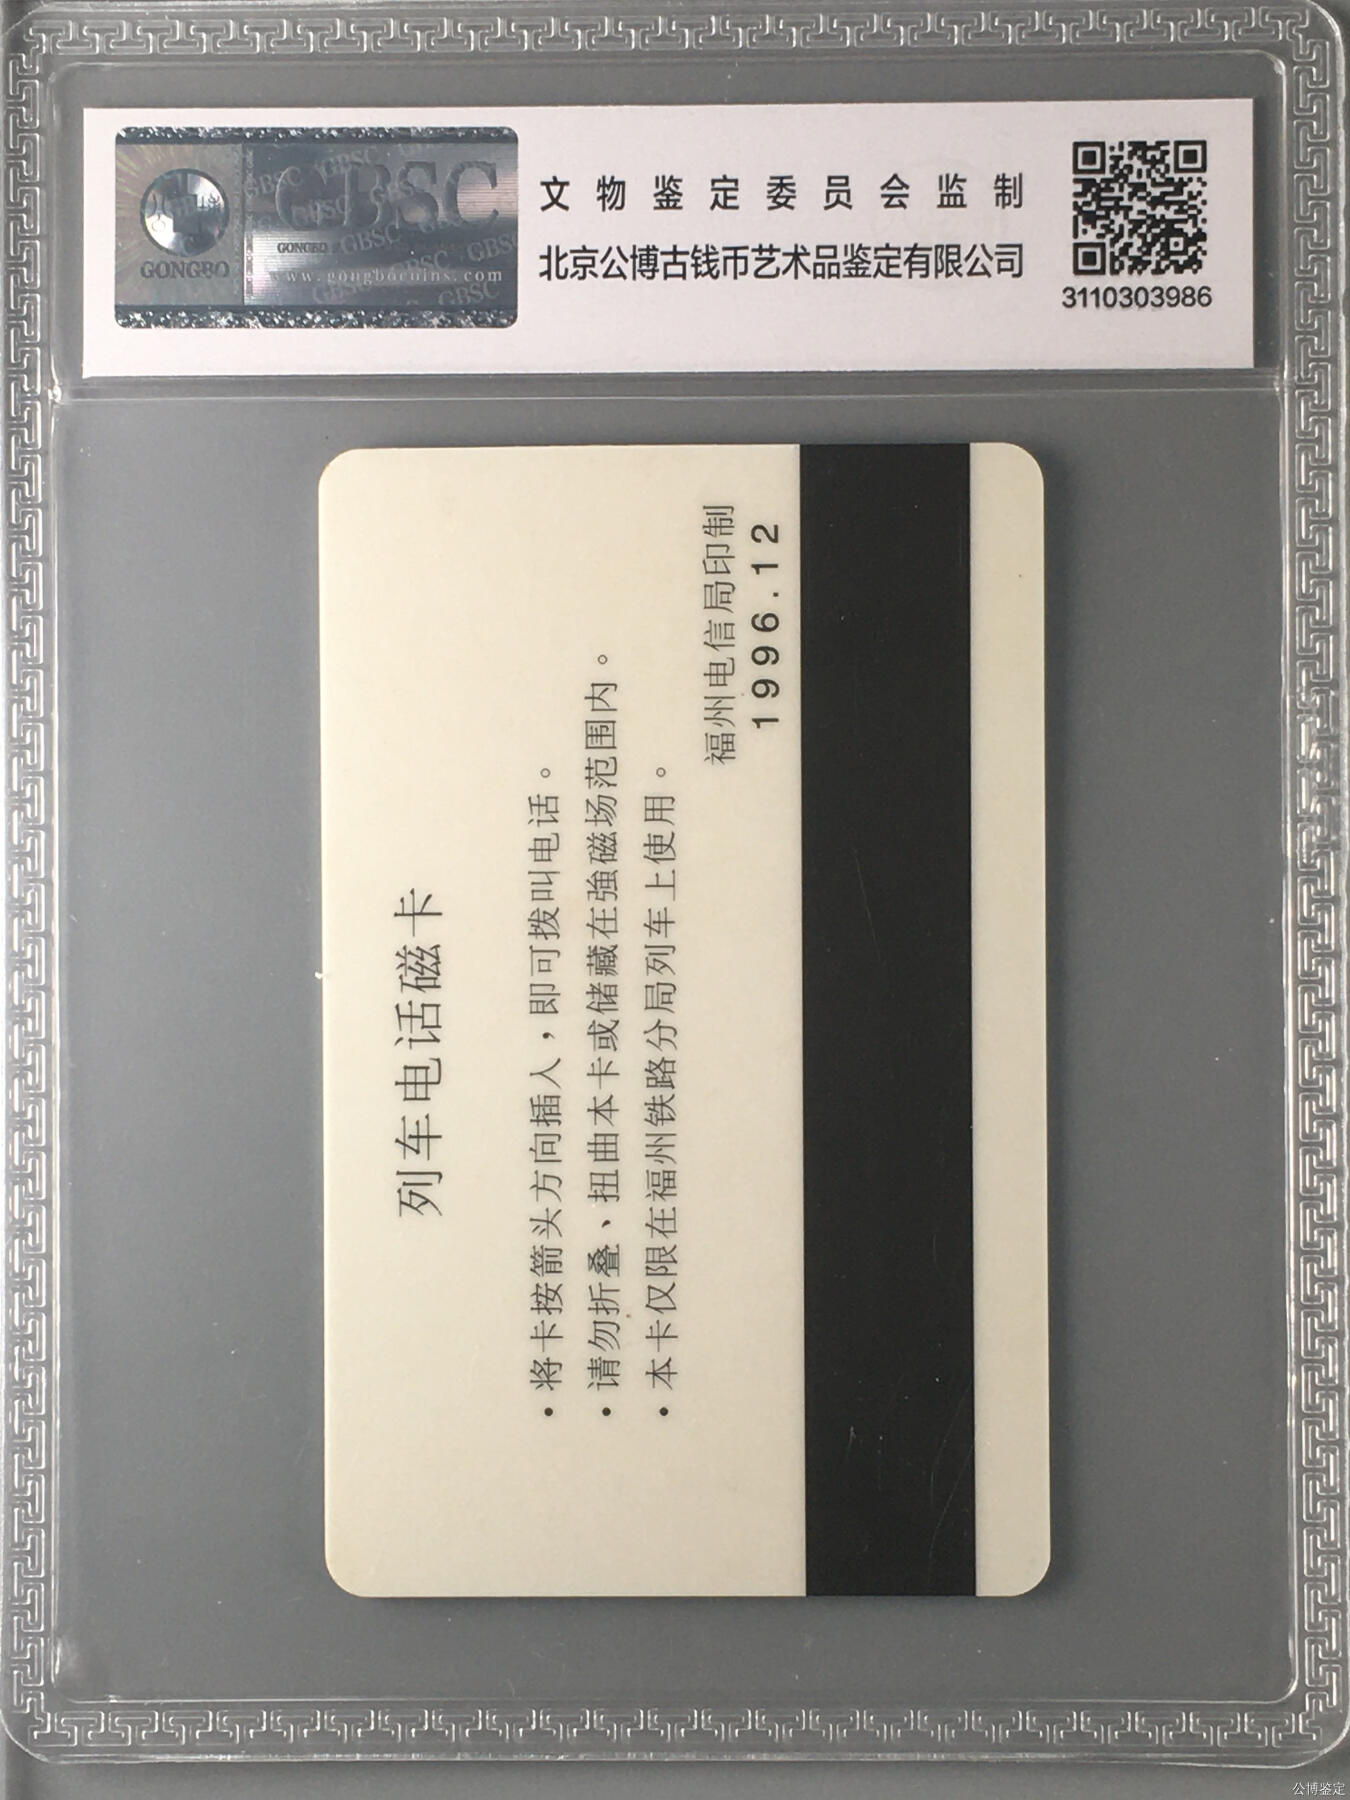 GBSC
GONGBO
www.gongbocoins.com
文物鉴定委员会监制
北京公博古钱币艺术品鉴定有限公司
3110303986
列车电话磁卡
·将卡按箭头方向插入，即可拨叫电话。
·请勿折叠、扭曲本卡或储藏在強磁场范围内。
·本卡仅限在福州铁路分局列车上使用。
福州电信局印制
1996.12
公博鉴定